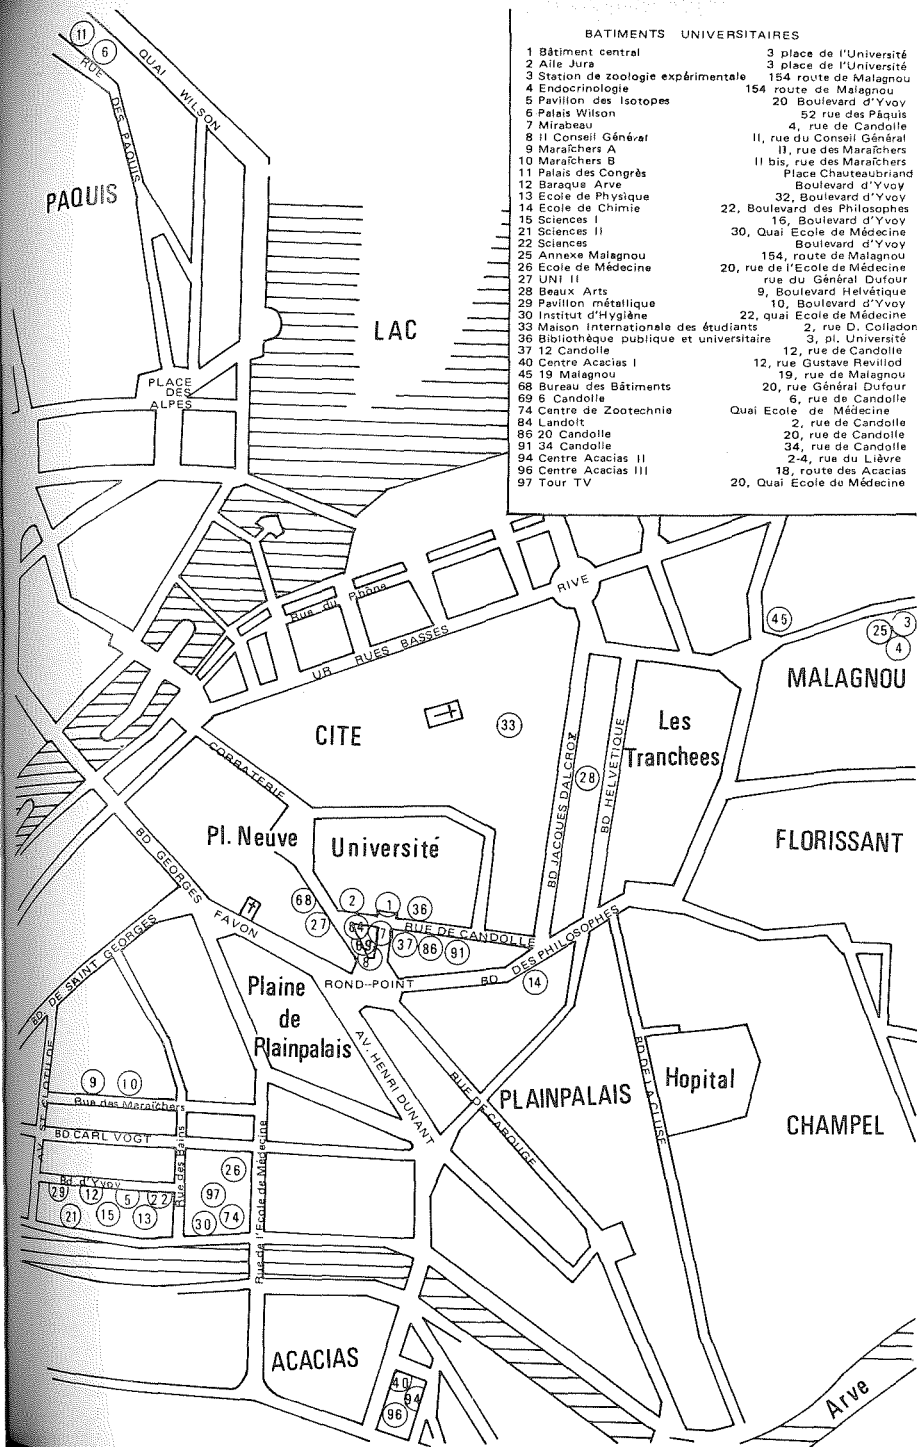 BATIMENTS UNIVERSITAIRES
1 Bâtiment central 3 place de l'Université
2 Aile Jura 3 place de l'Université
3 Station de zoologie expérimentale 154 route de Malagnou
4 Endocrinologie 154 route de Malagnou
5 Pavillon des Isotopes 20 Boulevard d'Yvoy
6 Palais Wilson 52 rue des Pâquis
7 Mirabeau 4, rue de Candolle
8 II Conseil Général II, rue du Conseil Général
9 Maraîchers A II, rue des Maraîchers
10 Maraîchers B II bis, rue des Maraîchers
11 Palais des Congrès Place Chauteaubriand
12 Baraque Arve Boulevard d'Yvoy
13 Ecole de Physique 32, Boulevard d'Yvoy
14 Ecole de Chimie 22, Boulevard des Philosophes
15 Sciences I 16, Boulevard d'Yvoy
21 Sciences II 30, Quai Ecole de Médecine
22 Sciences Boulevard d'Yvoy
25 Annexe Malagnou 154, route de Malagnou
26 Ecole de Médecine 20, rue de l'Ecole de Médecine
27 UNI II rue du Général Dufour
28 Beaux Arts 9, Boulevard Helvétique
29 Pavillon métallique 10, Boulevard d'Yvoy
30 Institut d'Hygiène 22, quai Ecole de Médecine
33 Maison Internationale des étudiants 2, rue D. Colladon
36 Bibliothèque publique et universitaire 3, pl. Université
37 12 Candolle 12, rue de Candolle
40 Centre Acacias I 12, rue Gustave Revillod
45 19 Malagnou 19, rue de Malagnou
68 Bureau des Bâtiments 20, rue Général Dufour
69 6 Candolle 6, rue de Candolle
74 Centre de Zootechnie Quai Ecole de Médecine
84 Landolt 2, rue de Candolle
86 20 Candolle 20, rue de Candolle
91 34 Candolle 34, rue de Candolle
94 Centre Acacias II 2-4, rue du Lièvre
96 Centre Acacias III 18, route des Acacias
97 Tour TV 20, Quai Ecole de Médecine
11
6
RUE DES PAQUIS
QUAI WILSON
PAQUIS
LAC
PLACE
DES
ALPES
Rue du Rhône
RIVE
UR RUES BASSES
45
3
25
4
MALAGNOU
CITE
33
Les
Tranchees
28
CORRATERIE
BD JACQUES DALCROZ
BD HELVETIQUE
Pl. Neuve
Université
FLORISSANT
BD GEORGES FAVON
68
2
1
36
27
84
7
RUE DE CANDOLLE
69
37
86
91
8
BD DES PHILOSOPHES
14
ROND-POINT
BD DE SAINT GEORGES
Plaine
de
Plainpalais
AV. HENRI DUNANT
RUE DE CAROUGE
PLAINPALAIS
BD DE LA CLUSE
Hopital
CHAMPEL
AV. STE CLOTILDE
9
10
Rue des Maraîchers
BD CARL VOGT
Rue des Bains
Rue de l'Ecole de Médecine
Bd. d'Yvoy
26
29
12
5
22
97
21
15
13
30
74
ACACIAS
40
94
96
Arve